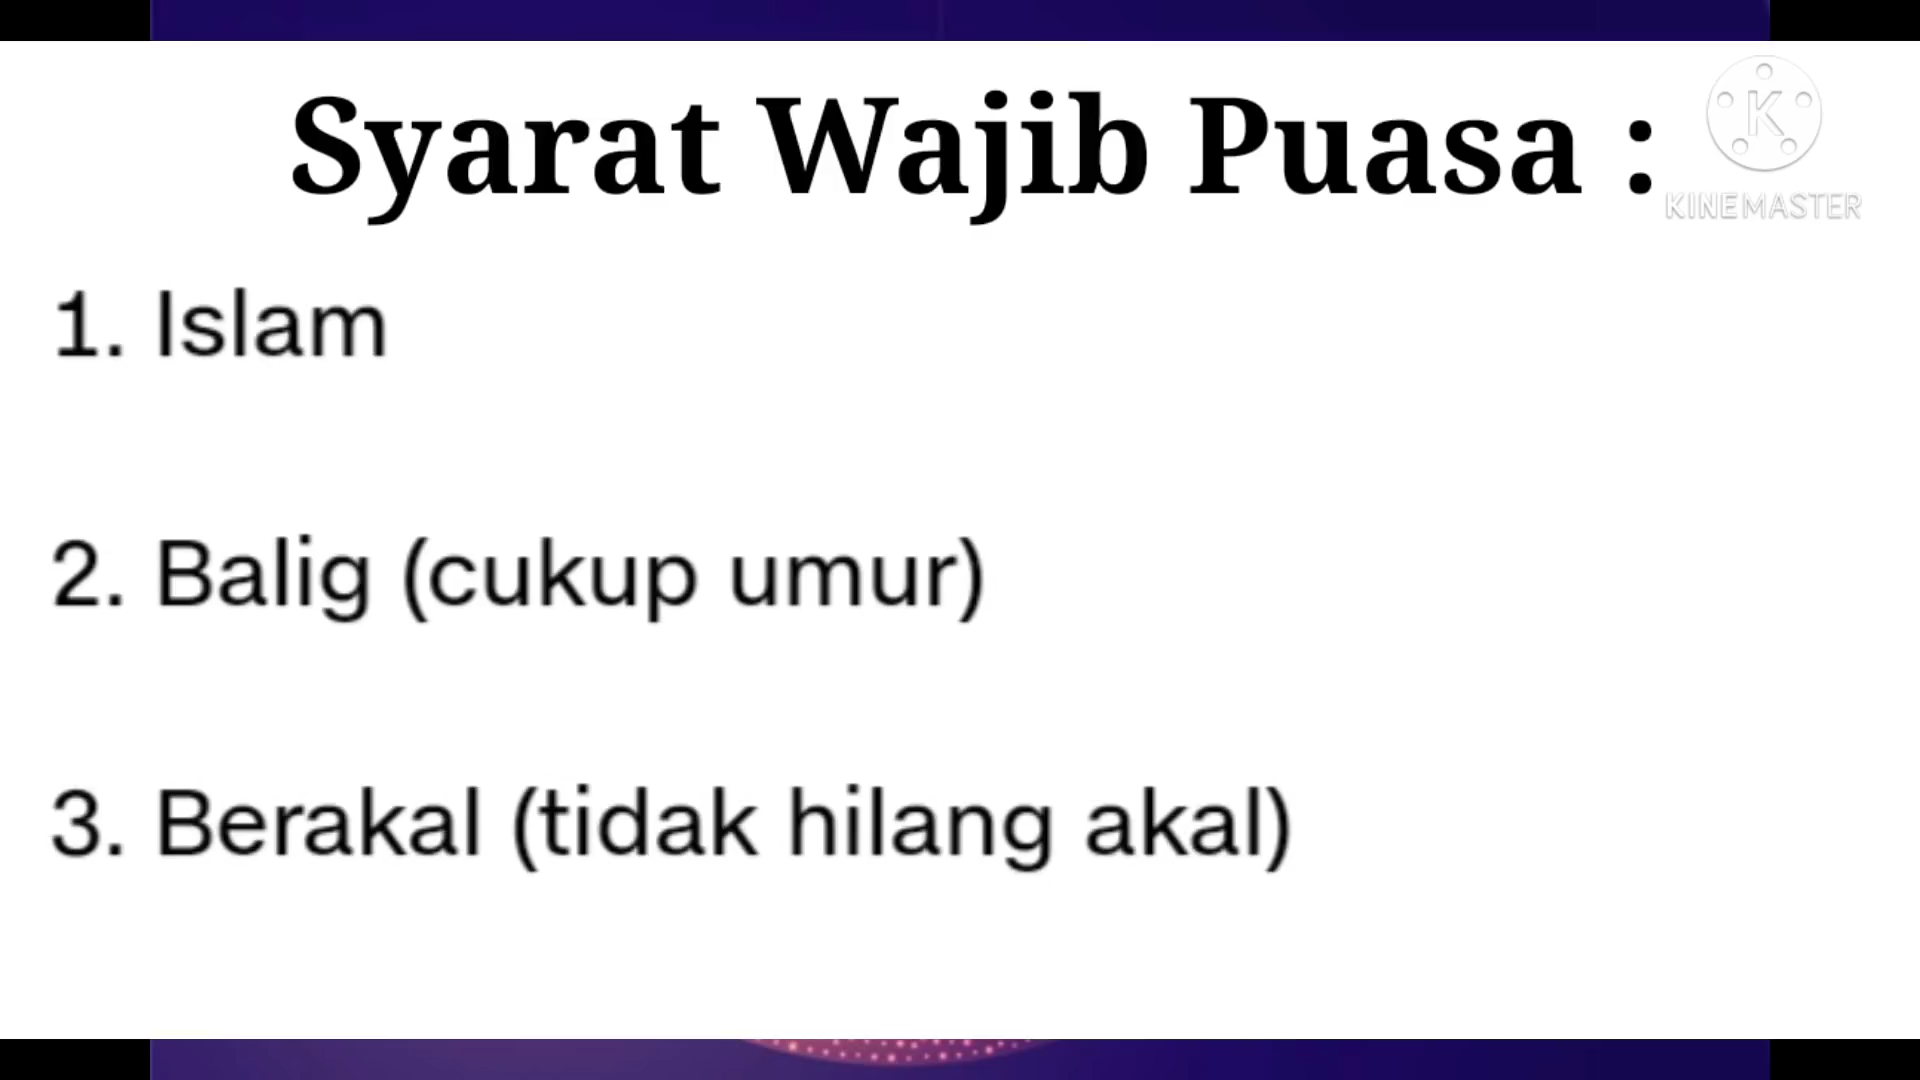 Syarat Wajib Puasa :
K
KINEMASTER
1. Islam
2. Balig (cukup umur)
3. Berakal (tidak hilang akal)